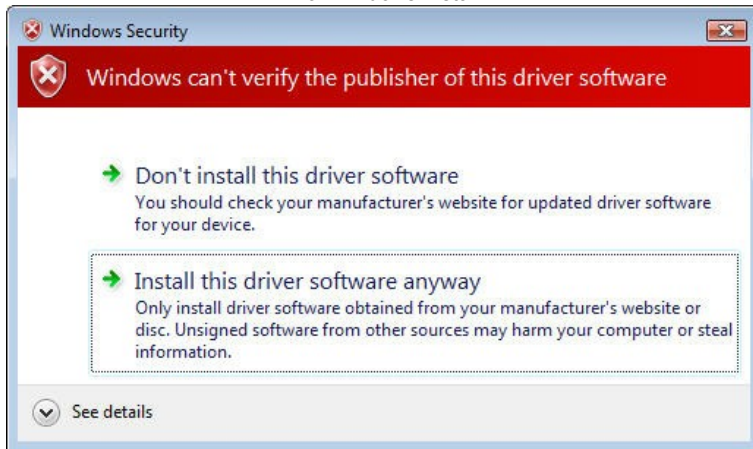 Windows Security
Windows can't verify the publisher of this driver software
Don't install this driver software
You should check your manufacturer's website for updated driver software
for your device.
Install this driver software anyway
Only install driver software obtained from your manufacturer's website or
disc. Unsigned software from other sources may harm your computer or steal
information.
See details